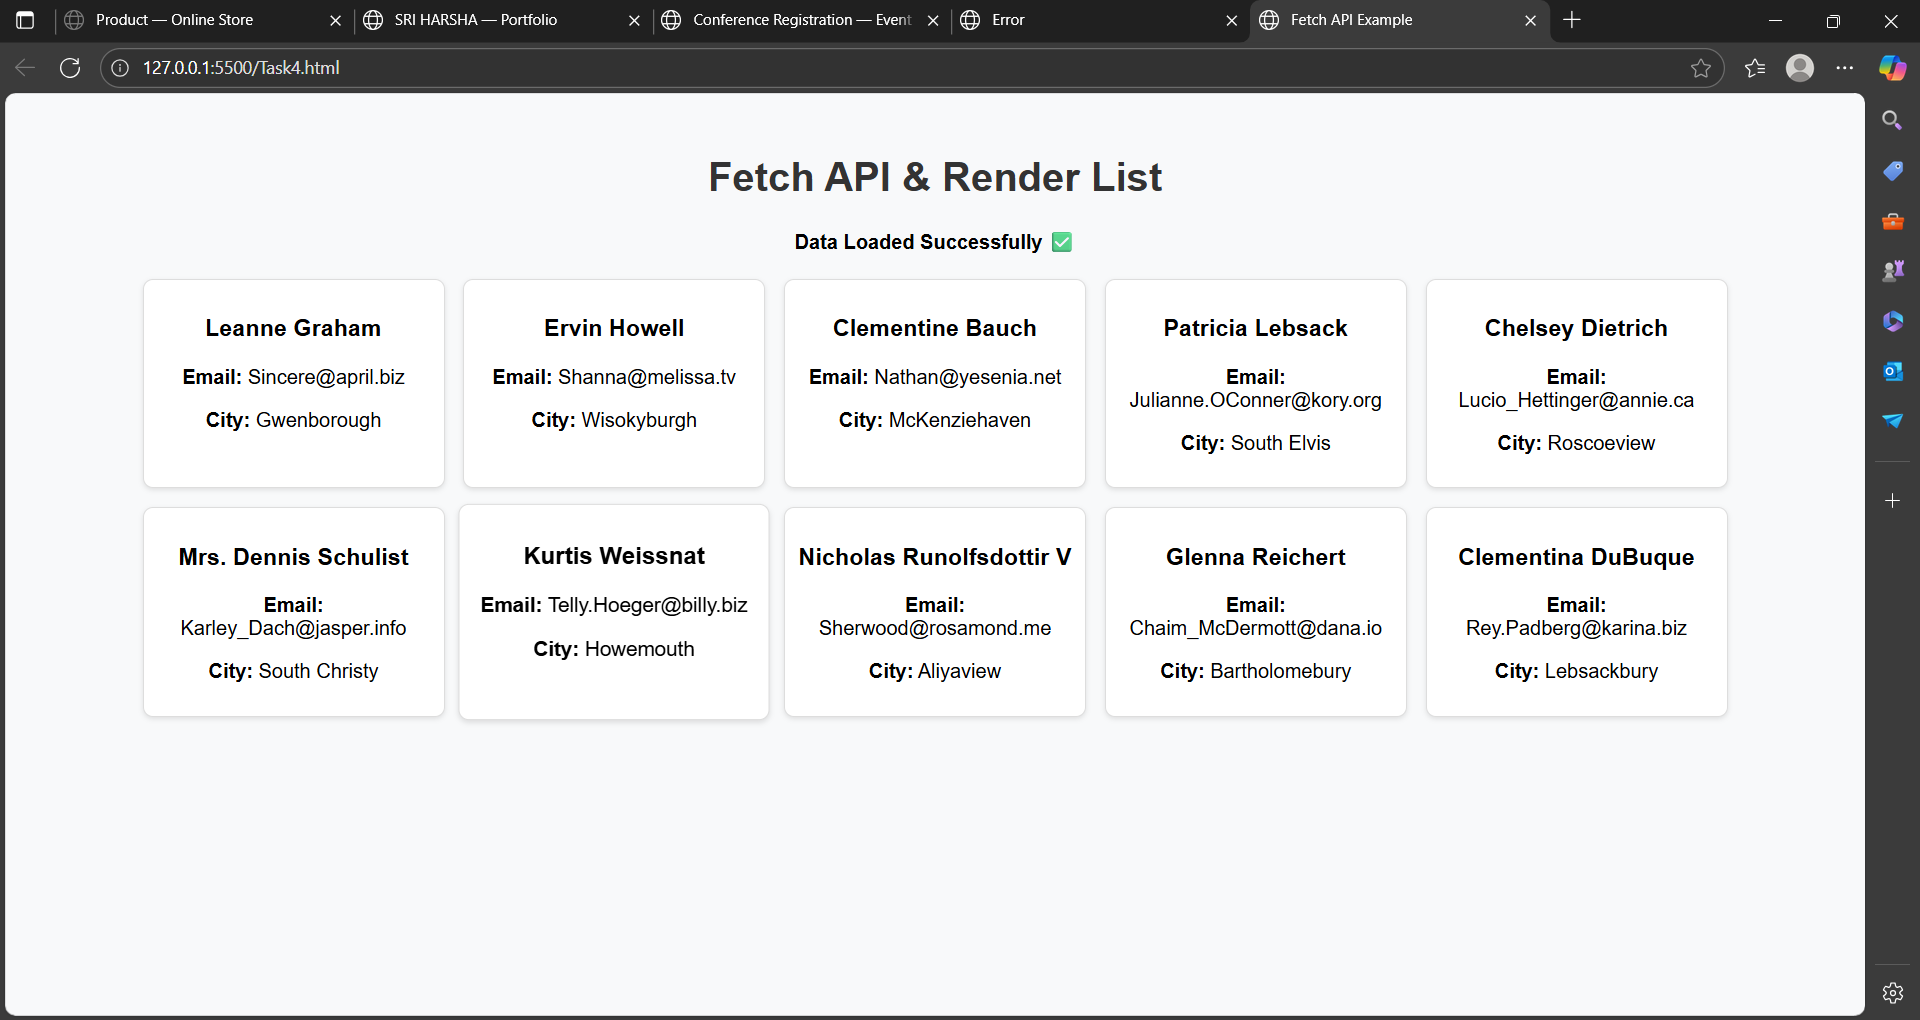 Product — Online Store
SRI HARSHA — Portfolio
Conference Registration — Event
Error
Fetch API Example
127.0.0.1:5500/Task4.html
Fetch API & Render List
Data Loaded Successfully ✅
Leanne Graham
Email: Sincere@april.biz
City: Gwenborough
Ervin Howell
Email: Shanna@melissa.tv
City: Wisokyburgh
Clementine Bauch
Email: Nathan@yesenia.net
City: McKenziehaven
Patricia Lebsack
Email:
Julianne.OConner@kory.org
City: South Elvis
Chelsey Dietrich
Email:
Lucio_Hettinger@annie.ca
City: Roscoeview
Mrs. Dennis Schulist
Email:
Karley_Dach@jasper.info
City: South Christy
Kurtis Weissnat
Email: Telly.Hoeger@billy.biz
City: Howemouth
Nicholas Runolfsdottir V
Email:
Sherwood@rosamond.me
City: Aliyaview
Glenna Reichert
Email:
Chaim_McDermott@dana.io
City: Bartholomebury
Clementina DuBuque
Email:
Rey.Padberg@karina.biz
City: Lebsackbury